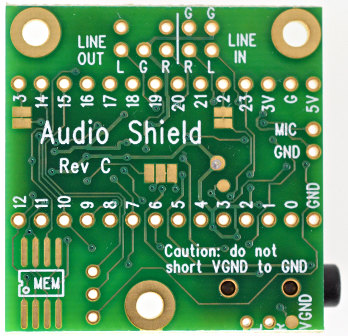 G G
LINE OUT
LINE IN
L G R R L
3 14 15 16 17 18 19 20 21 22 23 3V G 5V
Audio Shield
MIC
GND
Rev C
12 11 10 9 8 7 6 5 4 3 2 1 0 GND
Caution: do not
short VGND to GND
MEM
VGND